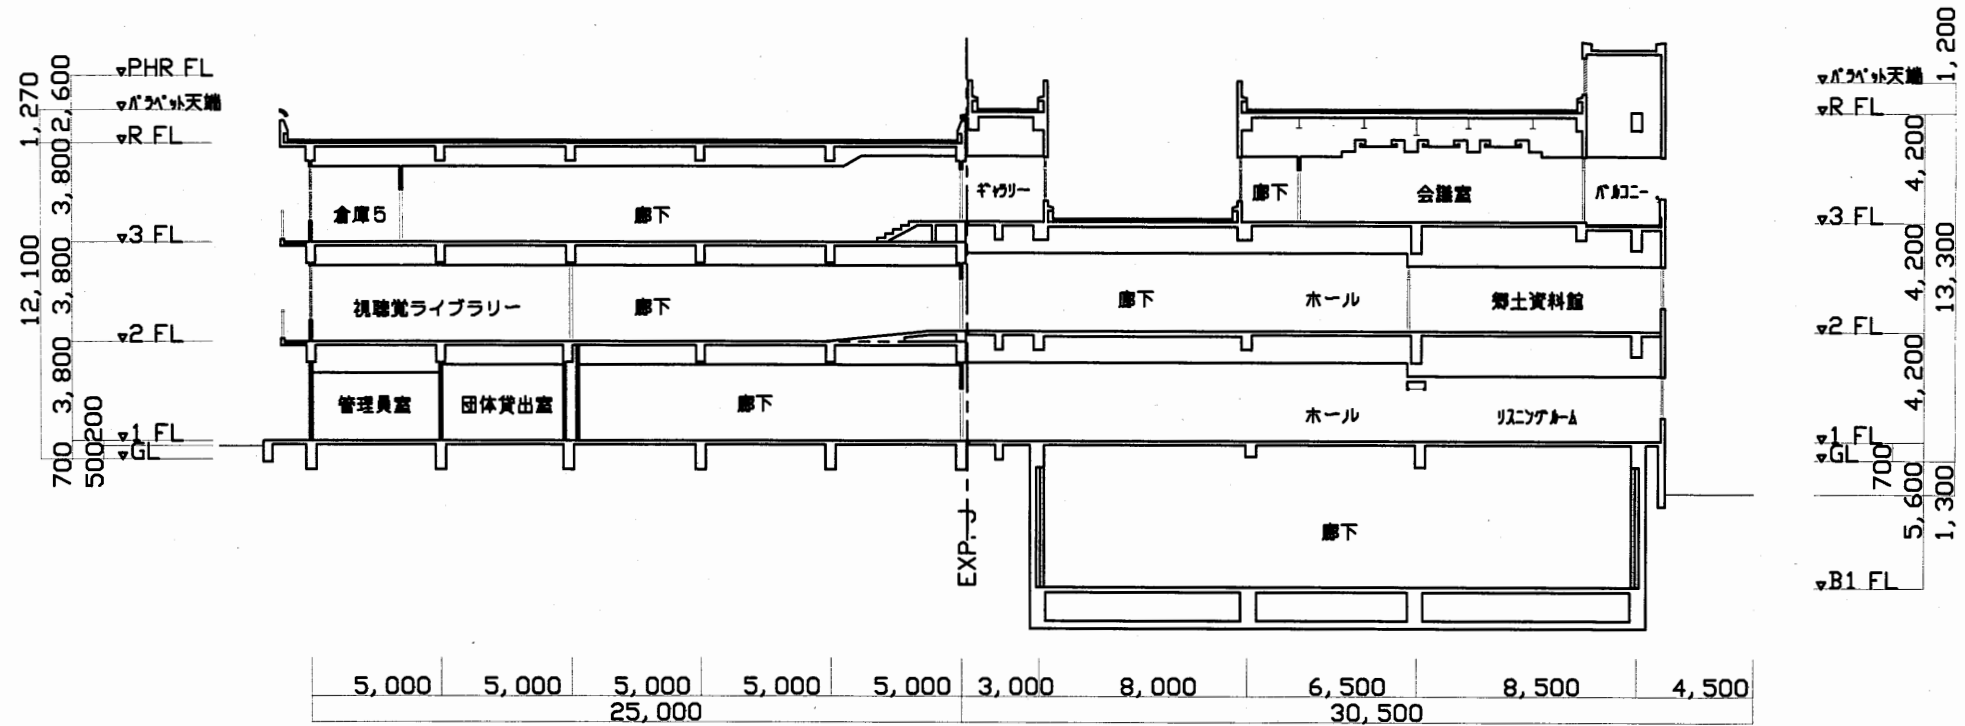 PHR FL
パラペット天端
R FL
3 FL
2 FL
1 FL
GL
1,270
12,100
2,600
3,800
3,800
3,800
700
500
200
倉庫5
廊下
ギャラリー
廊下
会議室
バルコニー
視聴覚ライブラリー
廊下
廊下
ホール
郷土資料館
管理員室
団体貸出室
廊下
ホール
リスニングルーム
廊下
EXP.J
パラペット天端
R FL
3 FL
2 FL
1 FL
GL
B1 FL
1,200
4,200
4,200
4,200
13,300
700
5,600
1,300
5,000
5,000
5,000
5,000
5,000
3,000
8,000
6,500
8,500
4,500
25,000
30,500